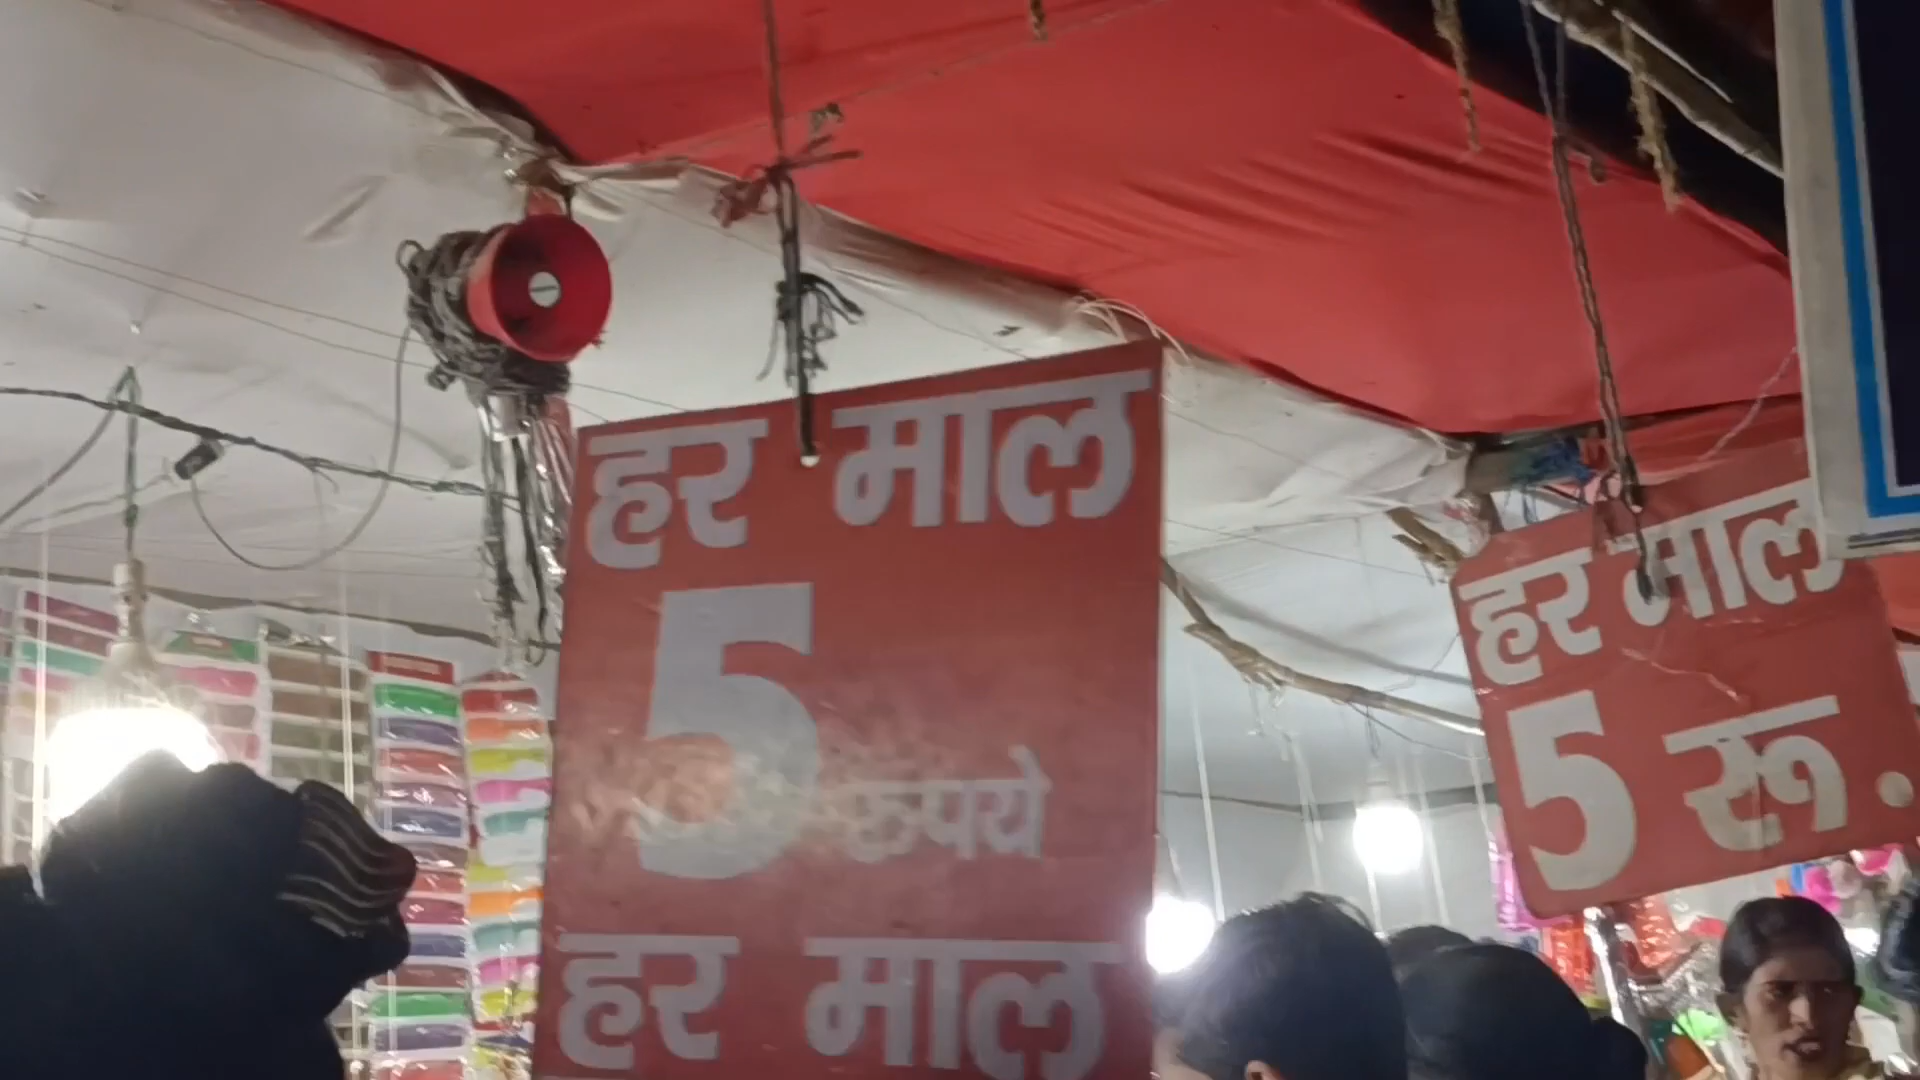 हर माल
5 रुपये
हर माल
हर माल
5 रू.